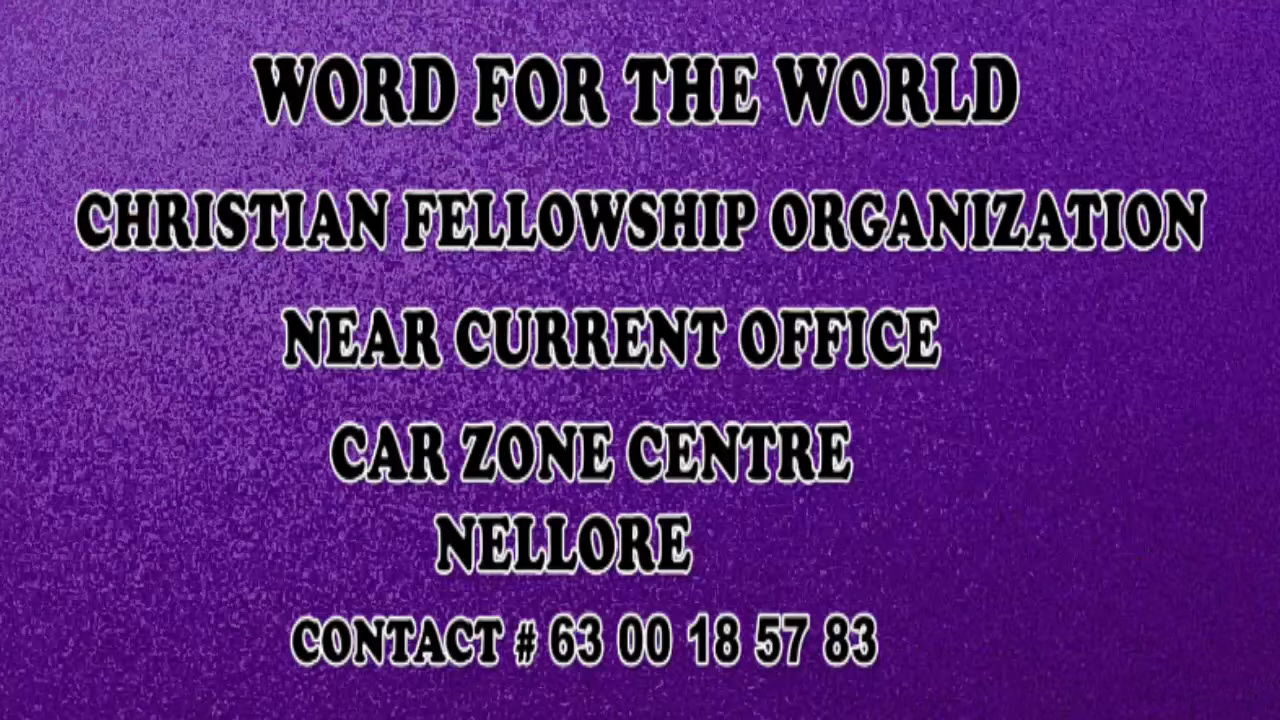 WORD FOR THE WORLD
CHRISTIAN FELLOWSHIP ORGANIZATION
NEAR CURRENT OFFICE
CAR ZONE CENTRE
NELLORE
CONTACT # 63 00 18 57 83